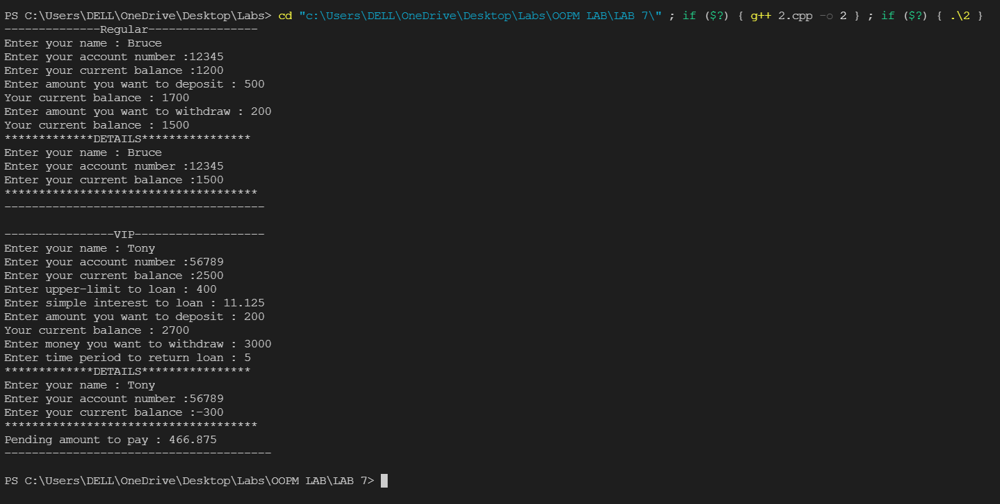 PS C:\Users\DELL\OneDrive\Desktop\Labs> cd "c:\Users\DELL\OneDrive\Desktop\Labs\OOPM LAB\LAB 7\" ; if ($?) { g++ 2.cpp -o 2 } ; if ($?) { .\2 }
--------------Regular----------------
Enter your name : Bruce
Enter your account number :12345
Enter your current balance :1200
Enter amount you want to deposit : 500
Your current balance : 1700
Enter amount you want to withdraw : 200
Your current balance : 1500
*************DETAILS****************
Enter your name : Bruce
Enter your account number :12345
Enter your current balance :1500
*************************************
--------------------------------------
----------------VIP-------------------
Enter your name : Tony
Enter your account number :56789
Enter your current balance :2500
Enter upper-limit to loan : 400
Enter simple interest to loan : 11.125
Enter amount you want to deposit : 200
Your current balance : 2700
Enter money you want to withdraw : 3000
Enter time period to return loan : 5
*************DETAILS****************
Enter your name : Tony
Enter your account number :56789
Enter your current balance :-300
*************************************
Pending amount to pay : 466.875
---------------------------------------
PS C:\Users\DELL\OneDrive\Desktop\Labs\OOPM LAB\LAB 7>